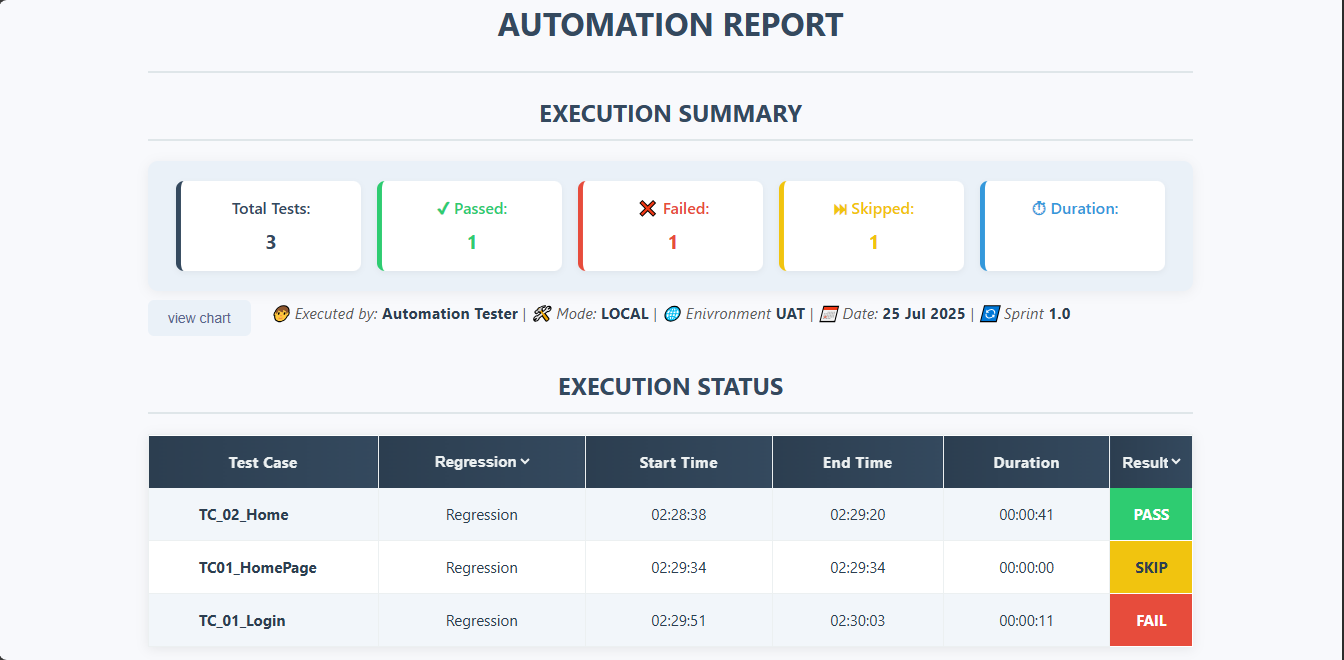 AUTOMATION REPORT
EXECUTION SUMMARY
Total Tests: ✔ Passed: ❌ Failed: ⏭ Skipped: ⏱ Duration:
3 1 1 1
view chart 🧑 Executed by: Automation Tester | 🛠 Mode: LOCAL | 🌐 Enivronment UAT | 📅 Date: 25 Jul 2025 | 🔄 Sprint 1.0
EXECUTION STATUS
Test Case Regression Start Time End Time Duration Result
TC_02_Home Regression 02:28:38 02:29:20 00:00:41 PASS
TC01_HomePage Regression 02:29:34 02:29:34 00:00:00 SKIP
TC_01_Login Regression 02:29:51 02:30:03 00:00:11 FAIL